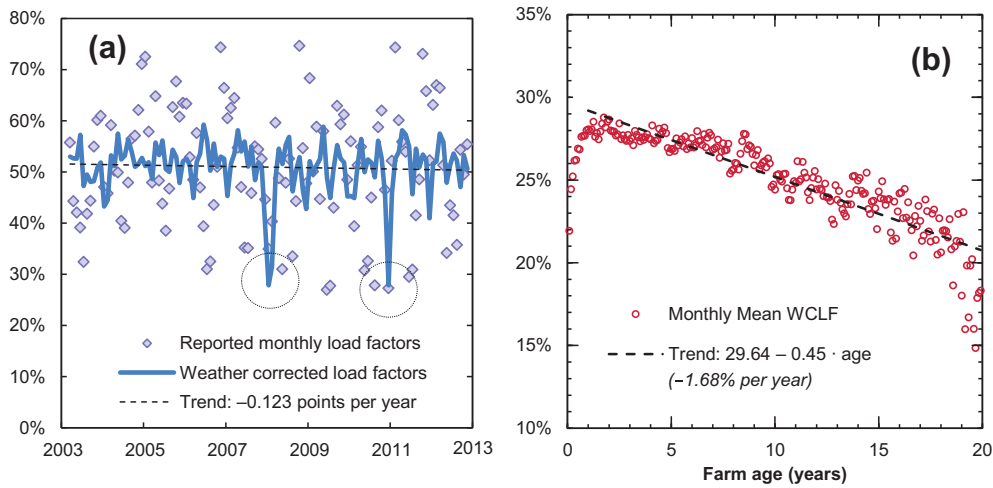 (a)
80%
70%
60%
50%
40%
30%
20%
10%
0%
2003
2005
2007
2009
2011
2013
Reported monthly load factors
Weather corrected load factors
Trend: –0.123 points per year
(b)
35%
30%
25%
20%
15%
10%
0
5
10
15
20
Farm age (years)
Monthly Mean WCLF
Trend: 29.64 – 0.45 · age
(–1.68% per year)